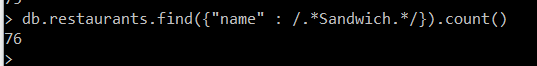 > db.restaurants.find({"name" : /.*Sandwich.*/}).count()
76
>